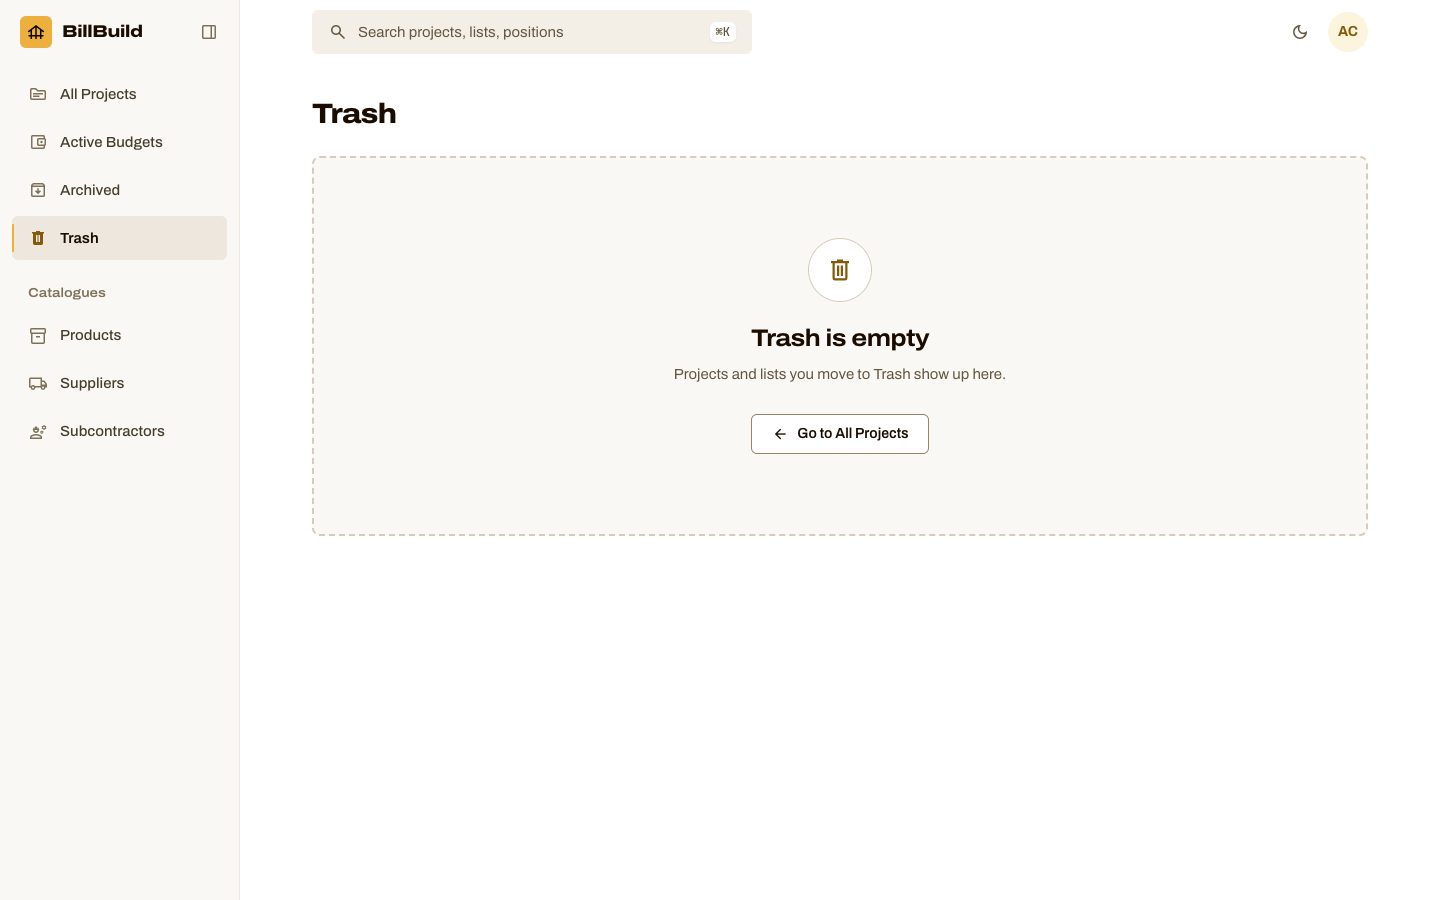 BillBuild
Search projects, lists, positions
⌘K
AC
All Projects
Active Budgets
Archived
Trash
Catalogues
Products
Suppliers
Subcontractors
Trash
Trash is empty
Projects and lists you move to Trash show up here.
Go to All Projects